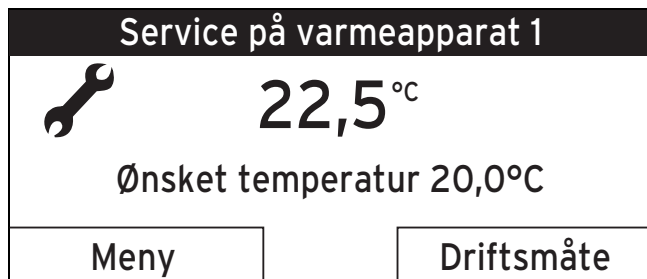 Service på varmeapparat 1
22,5°C
Ønsket temperatur 20,0°C
Meny Driftsmåte